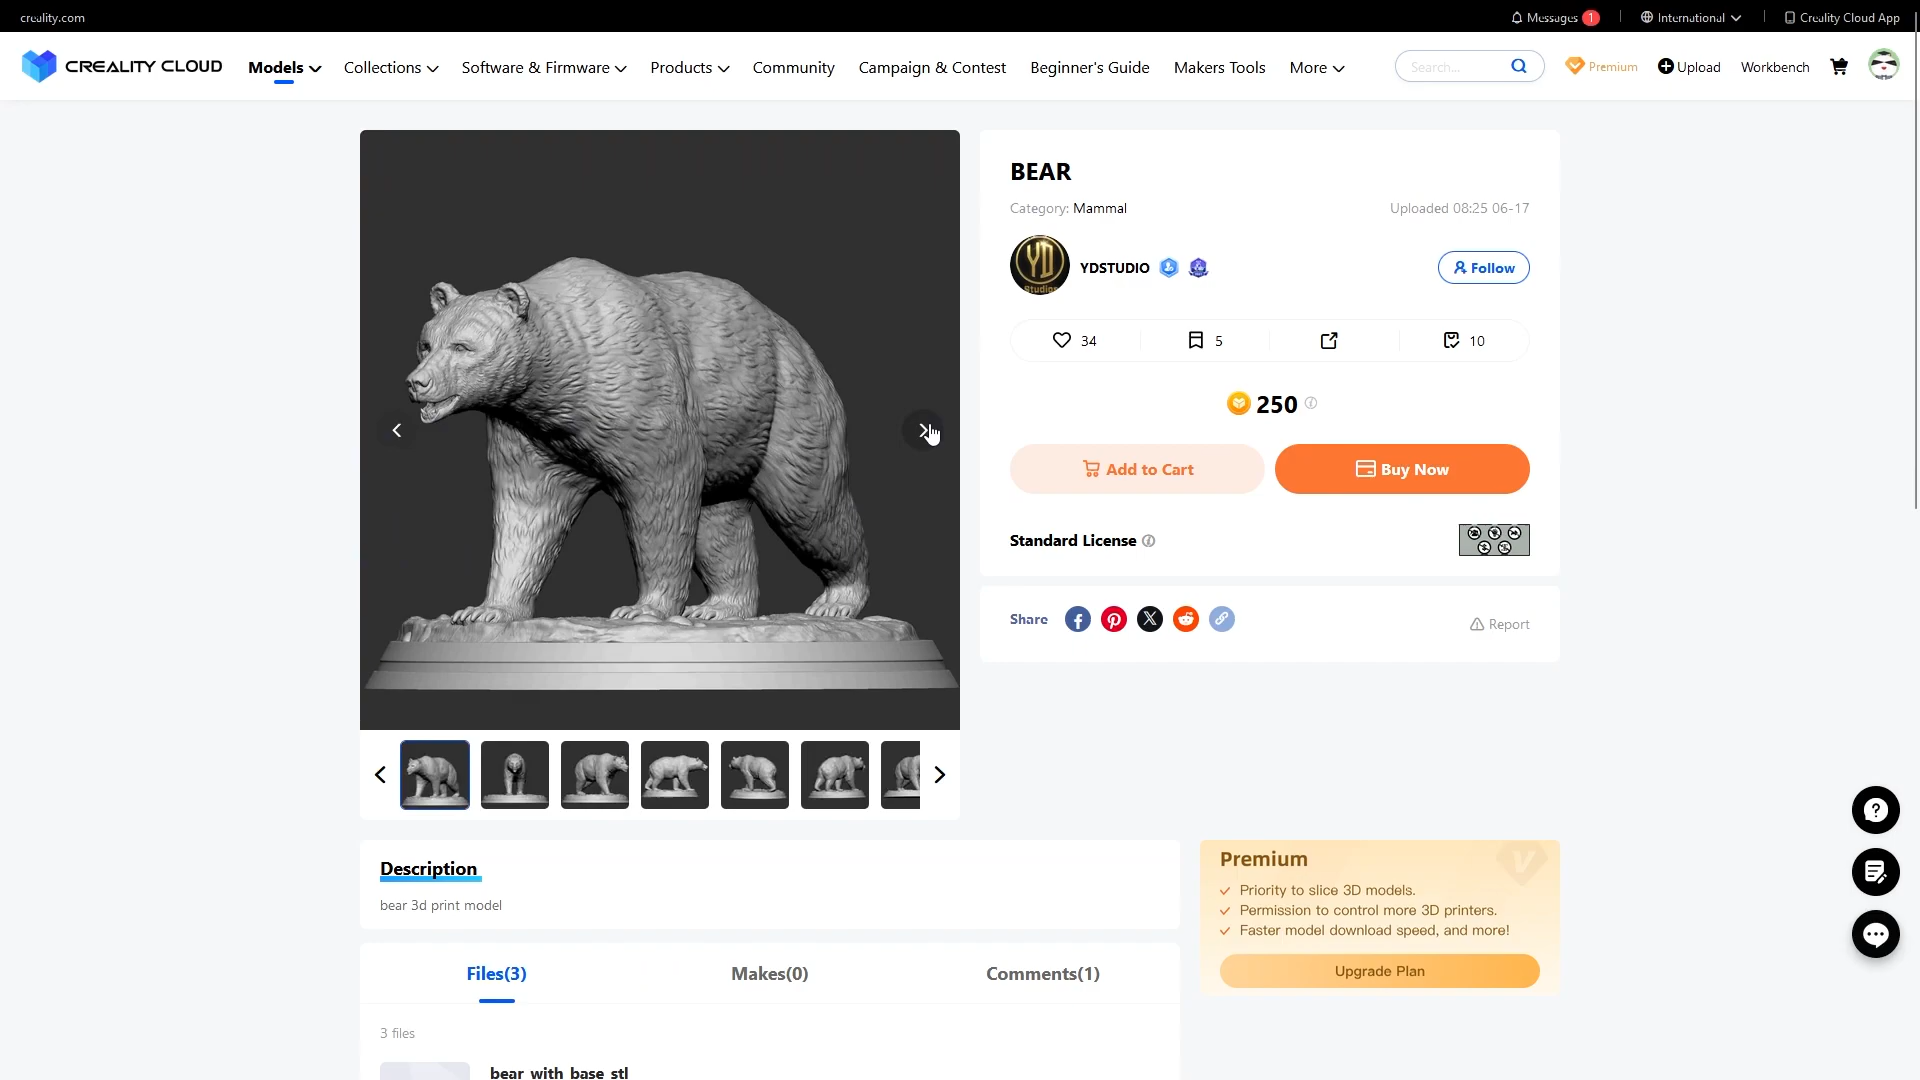 creality.com
Messages 1
International
Creality Cloud App
CREALITY CLOUD
Models
Collections
Software & Firmware
Products
Community
Campaign & Contest
Beginner's Guide
Makers Tools
More
Search...
Premium
Upload
Workbench
BEAR
Category: Mammal
Uploaded 08:25 06-17
YD
Studios
YDSTUDIO
Follow
34
5
10
250
Add to Cart
Buy Now
Standard License
Share
Report
Description
bear 3d print model
Premium
Priority to slice 3D models.
Permission to control more 3D printers.
Faster model download speed, and more!
Upgrade Plan
Files(3)
Makes(0)
Comments(1)
3 files
bear with base stl